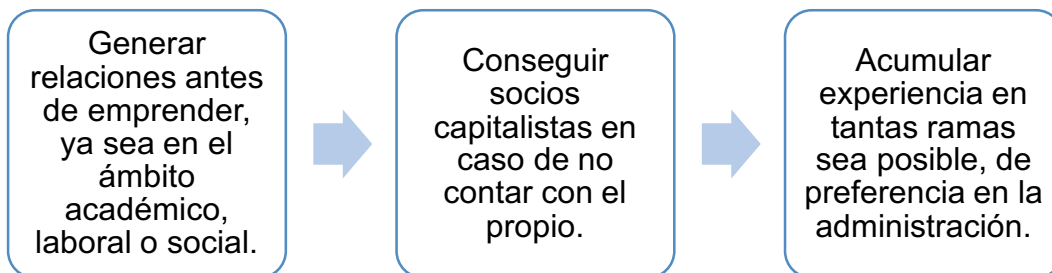 Generar
relaciones antes
de emprender,
ya sea en el
ámbito
académico,
laboral o social.
Conseguir
socios
capitalistas en
caso de no
contar con el
propio.
Acumular
experiencia en
tantas ramas
sea posible, de
preferencia en la
administración.